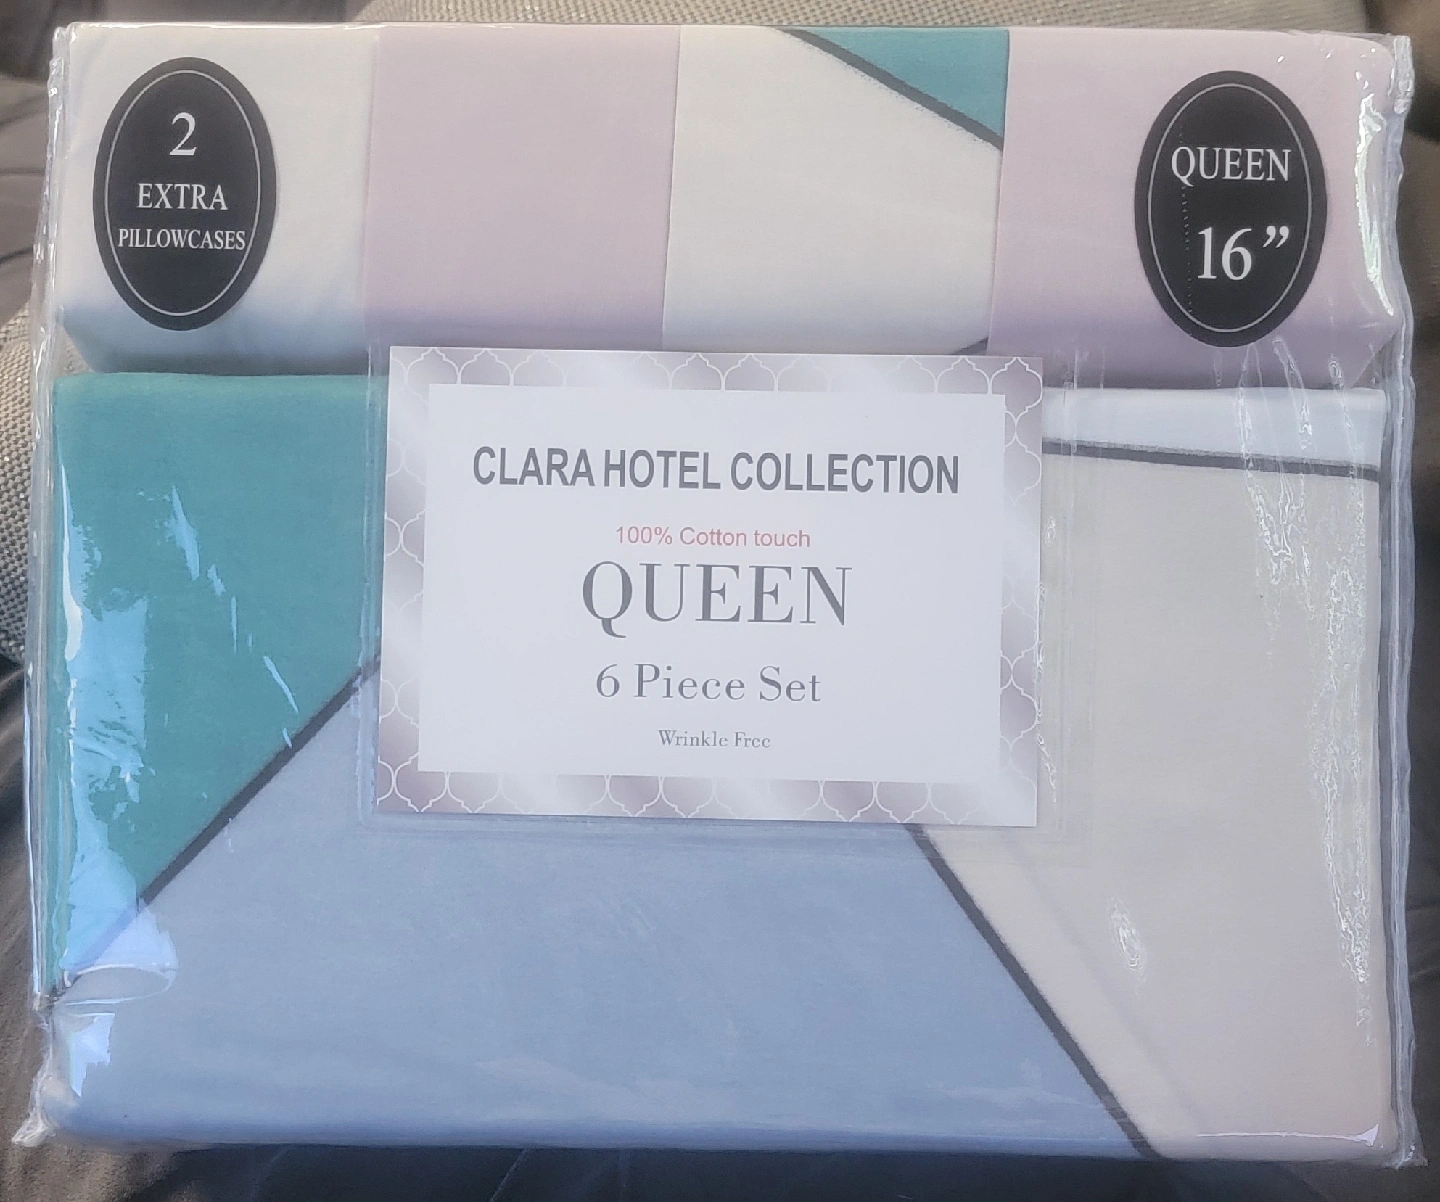 2
EXTRA
PILLOWCASES
QUEEN
16”
CLARA HOTEL COLLECTION
100% Cotton touch
QUEEN
6 Piece Set
Wrinkle Free